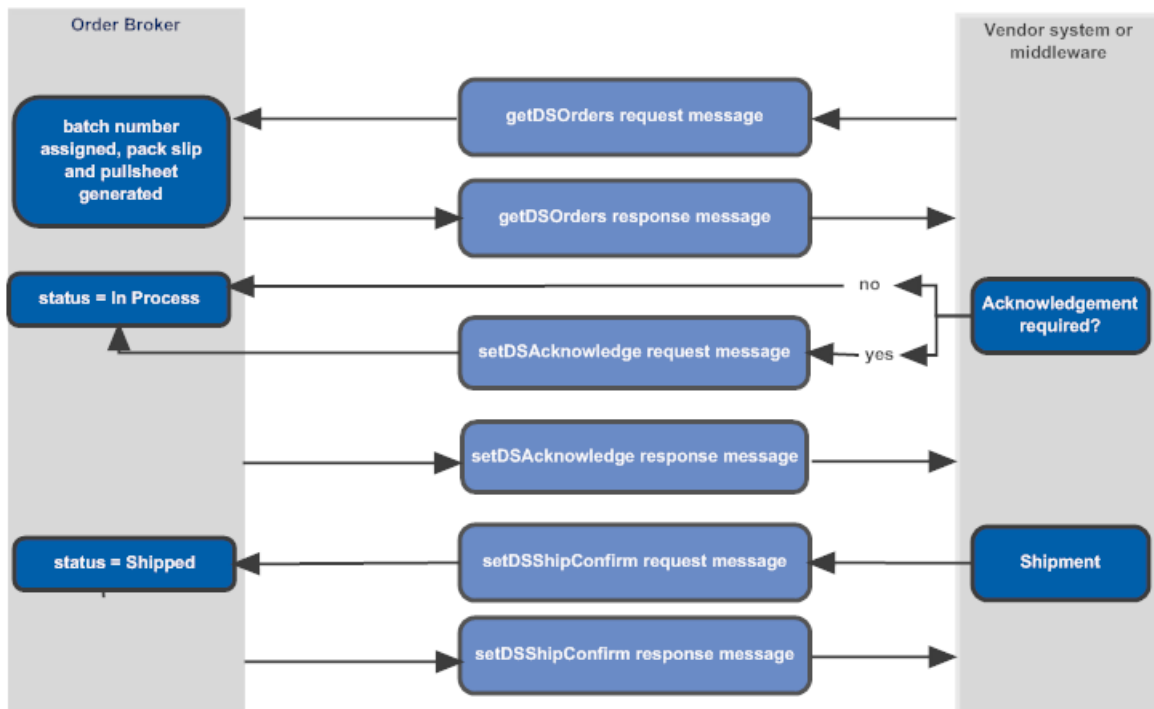 Order Broker
Vendor system or
middleware
batch number
assigned, pack slip
and pullsheet
generated
getDSOrders request message
getDSOrders response message
status = In Process
no
Acknowledgement
required?
setDSAcknowledge request message
yes
setDSAcknowledge response message
status = Shipped
setDSShipConfirm request message
Shipment
setDSShipConfirm response message